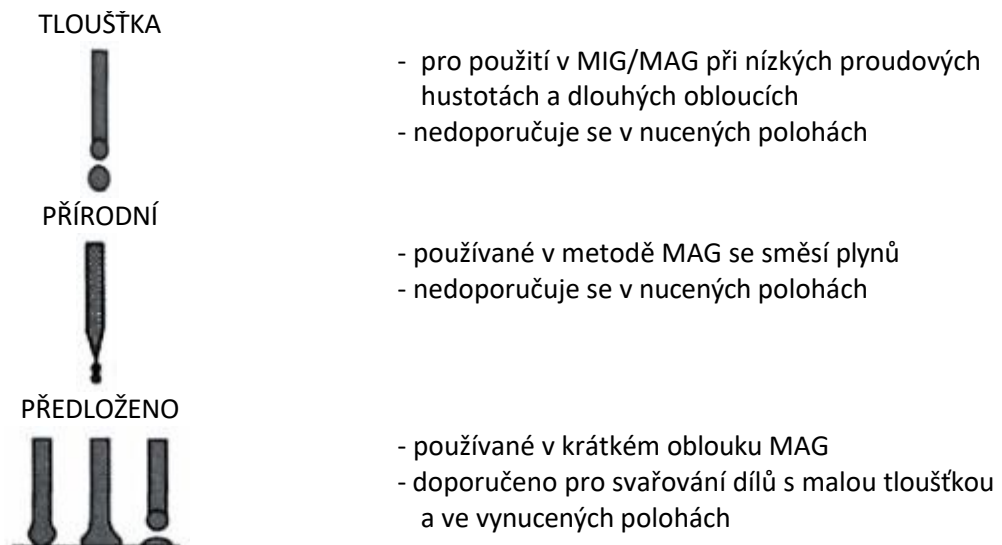 TLOUŠŤKA
- pro použití v MIG/MAG při nízkých proudových
hustotách a dlouhých obloucích
- nedoporučuje se v nucených polohách
PŘÍRODNÍ
- používané v metodě MAG se směsí plynů
- nedoporučuje se v nucených polohách
PŘEDLOŽENO
- používané v krátkém oblouku MAG
- doporučeno pro svařování dílů s malou tloušťkou
a ve vynucených polohách